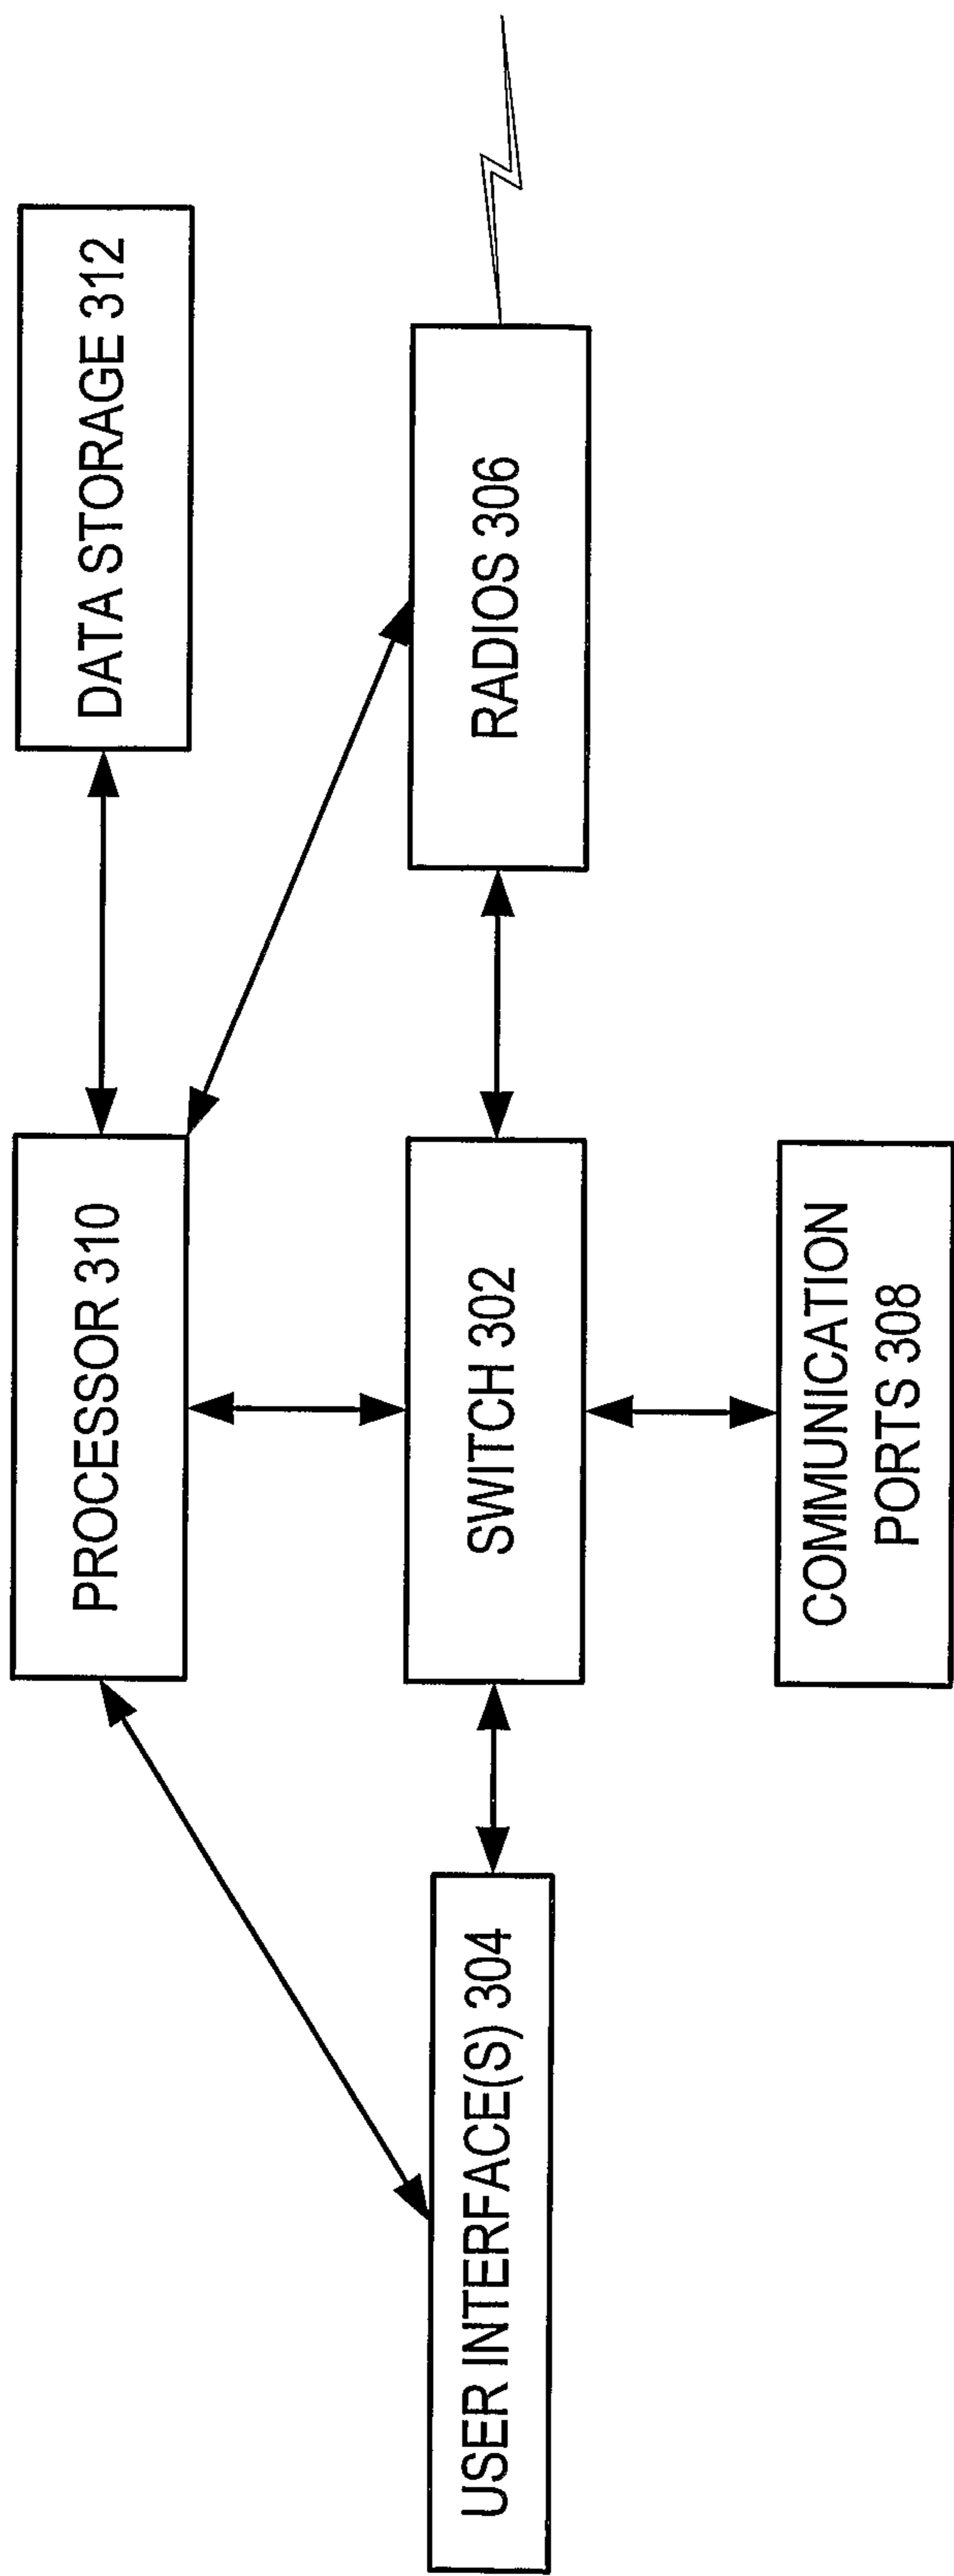 PROCESSOR 310
DATA STORAGE 312
USER INTERFACE(S) 304
SWITCH 302
RADIOS 306
COMMUNICATION
PORTS 308